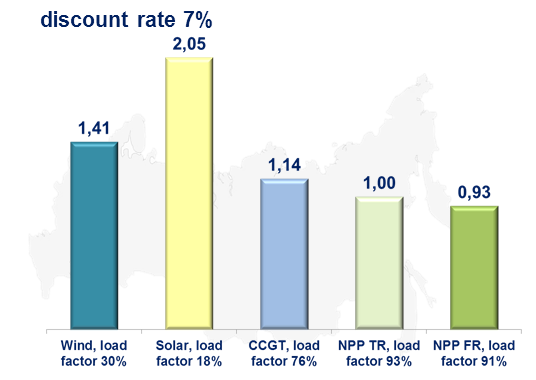 discount rate 7%
2,05
1,41
1,14
1,00
0,93
Wind, load
factor 30%
Solar, load
factor 18%
CCGT, load
factor 76%
NPP TR, load
factor 93%
NPP FR, load
factor 91%